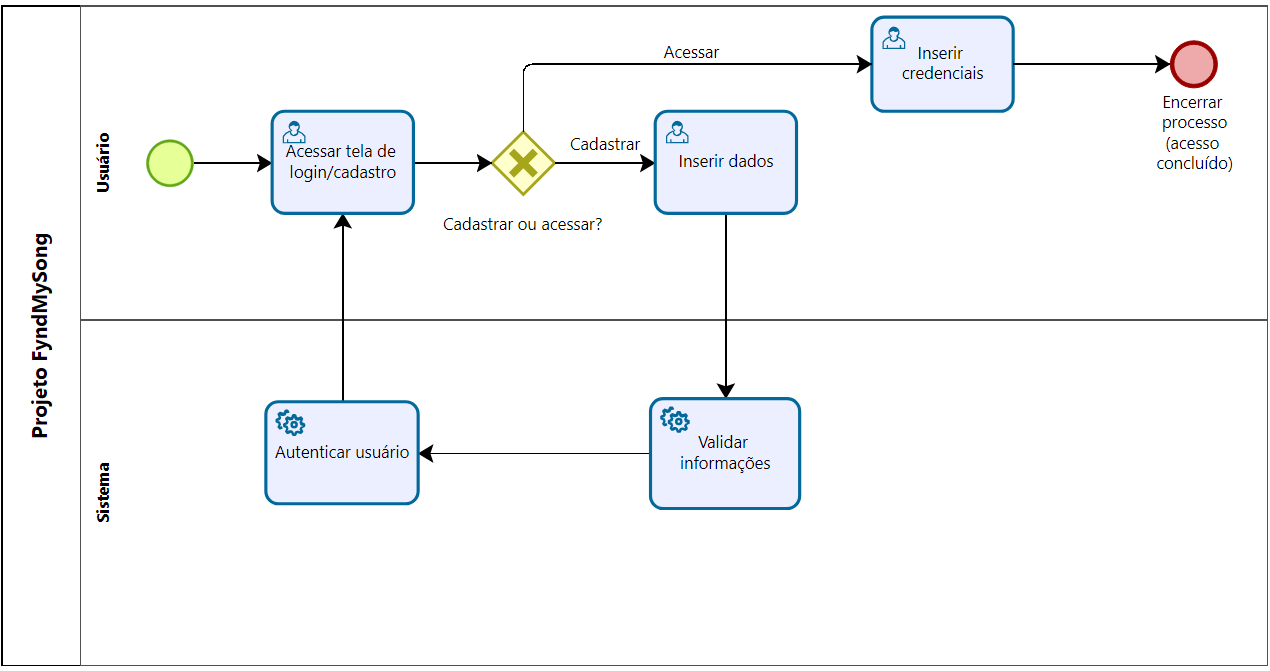 Projeto FyndMySong
Usuário
Acessar tela de
login/cadastro
Cadastrar ou acessar?
Acessar
Cadastrar
Inserir dados
Inserir
credenciais
Encerrar
processo
(acesso
concluído)
Sistema
Autenticar usuário
Validar
informações